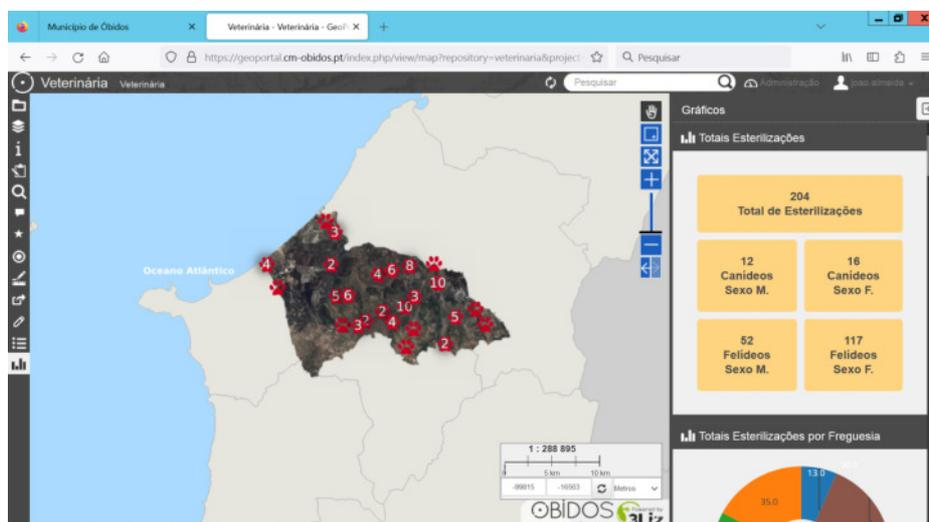 Município de Óbidos
Veterinária - Veterinária - GeoP
https://geoportal.cm-obidos.pt/index.php/view/map?repository=veterinaria&project
Pesquisar
Veterinária Veterinária
Pesquisar
Administração
joao almeida
Gráficos
Totais Esterilizações
204
Total de Esterilizações
12
Canídeos
Sexo M.
16
Canídeos
Sexo F.
52
Felídeos
Sexo M.
117
Felídeos
Sexo F.
Totais Esterilizações por Freguesia
35.0
13.0
Oceano Atlântico
3
4
2
4 6 8
10
5 6
10 3
2
3 2
4
5
2
1 : 288 895
5 km
10 km
-99815
-16503
Metros
OBIDOS
Powered by
3Liz